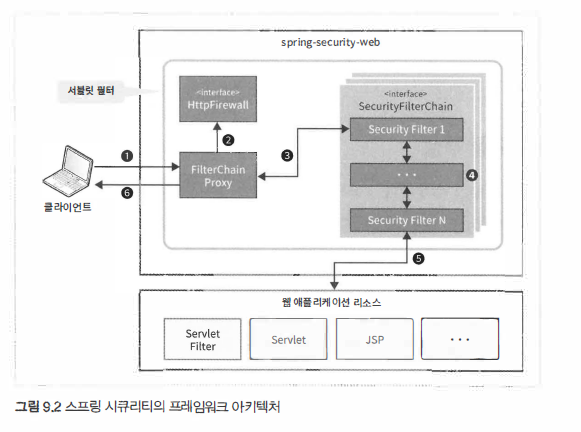 spring-security-web
서블릿 필터
<interface>
HttpFirewall
<interface>
SecurityFilterChain
Security Filter 1
❶
❷
❸
FilterChain
Proxy
❻
클라이언트
• • •
❹
Security Filter N
❺
웹 애플리케이션 리소스
Servlet
Filter
Servlet
JSP
• • •
그림 9.2 스프링 시큐리티의 프레임워크 아키텍처